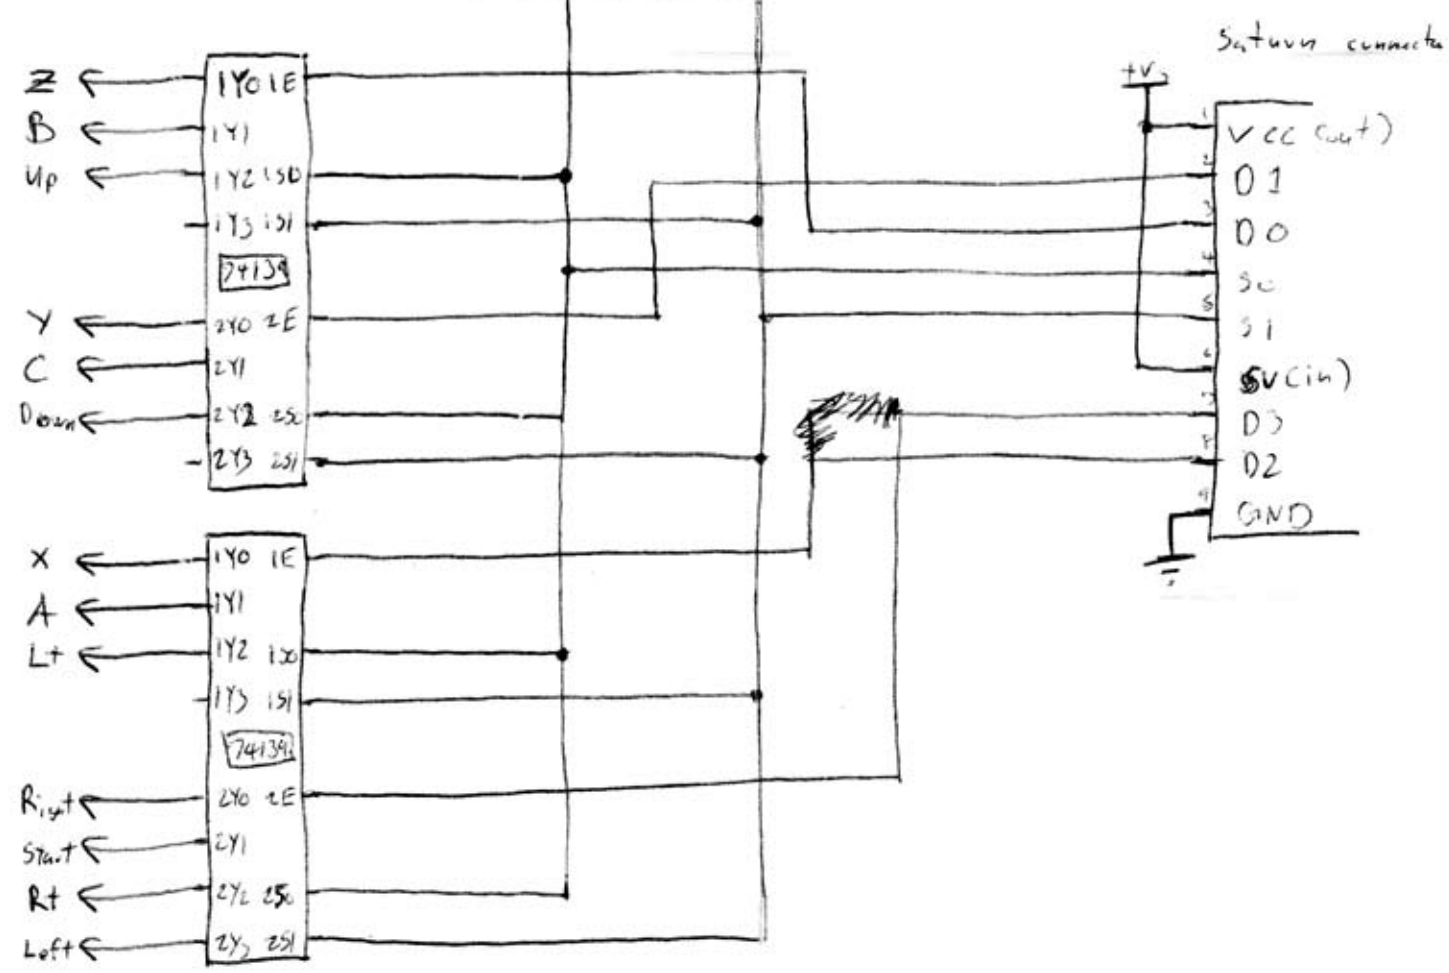 Saturn connector
+V
Z 1Y0 1E
B 1Y1
Up 1Y2 1S0
1Y3 1S1
74139
Y 2Y0 2E
C 2Y1
Down 2Y2 2S0
2Y3 2S1
X 1Y0 1E
A 1Y1
Lt 1Y2 1S0
1Y3 1S1
74139
Right 2Y0 2E
Start 2Y1
Rt 2Y2 2S0
Left 2Y3 2S1
1 VCC (out)
2 D1
3 D0
4 S0
5 S1
6 5V (in)
7 D3
8 D2
9 GND